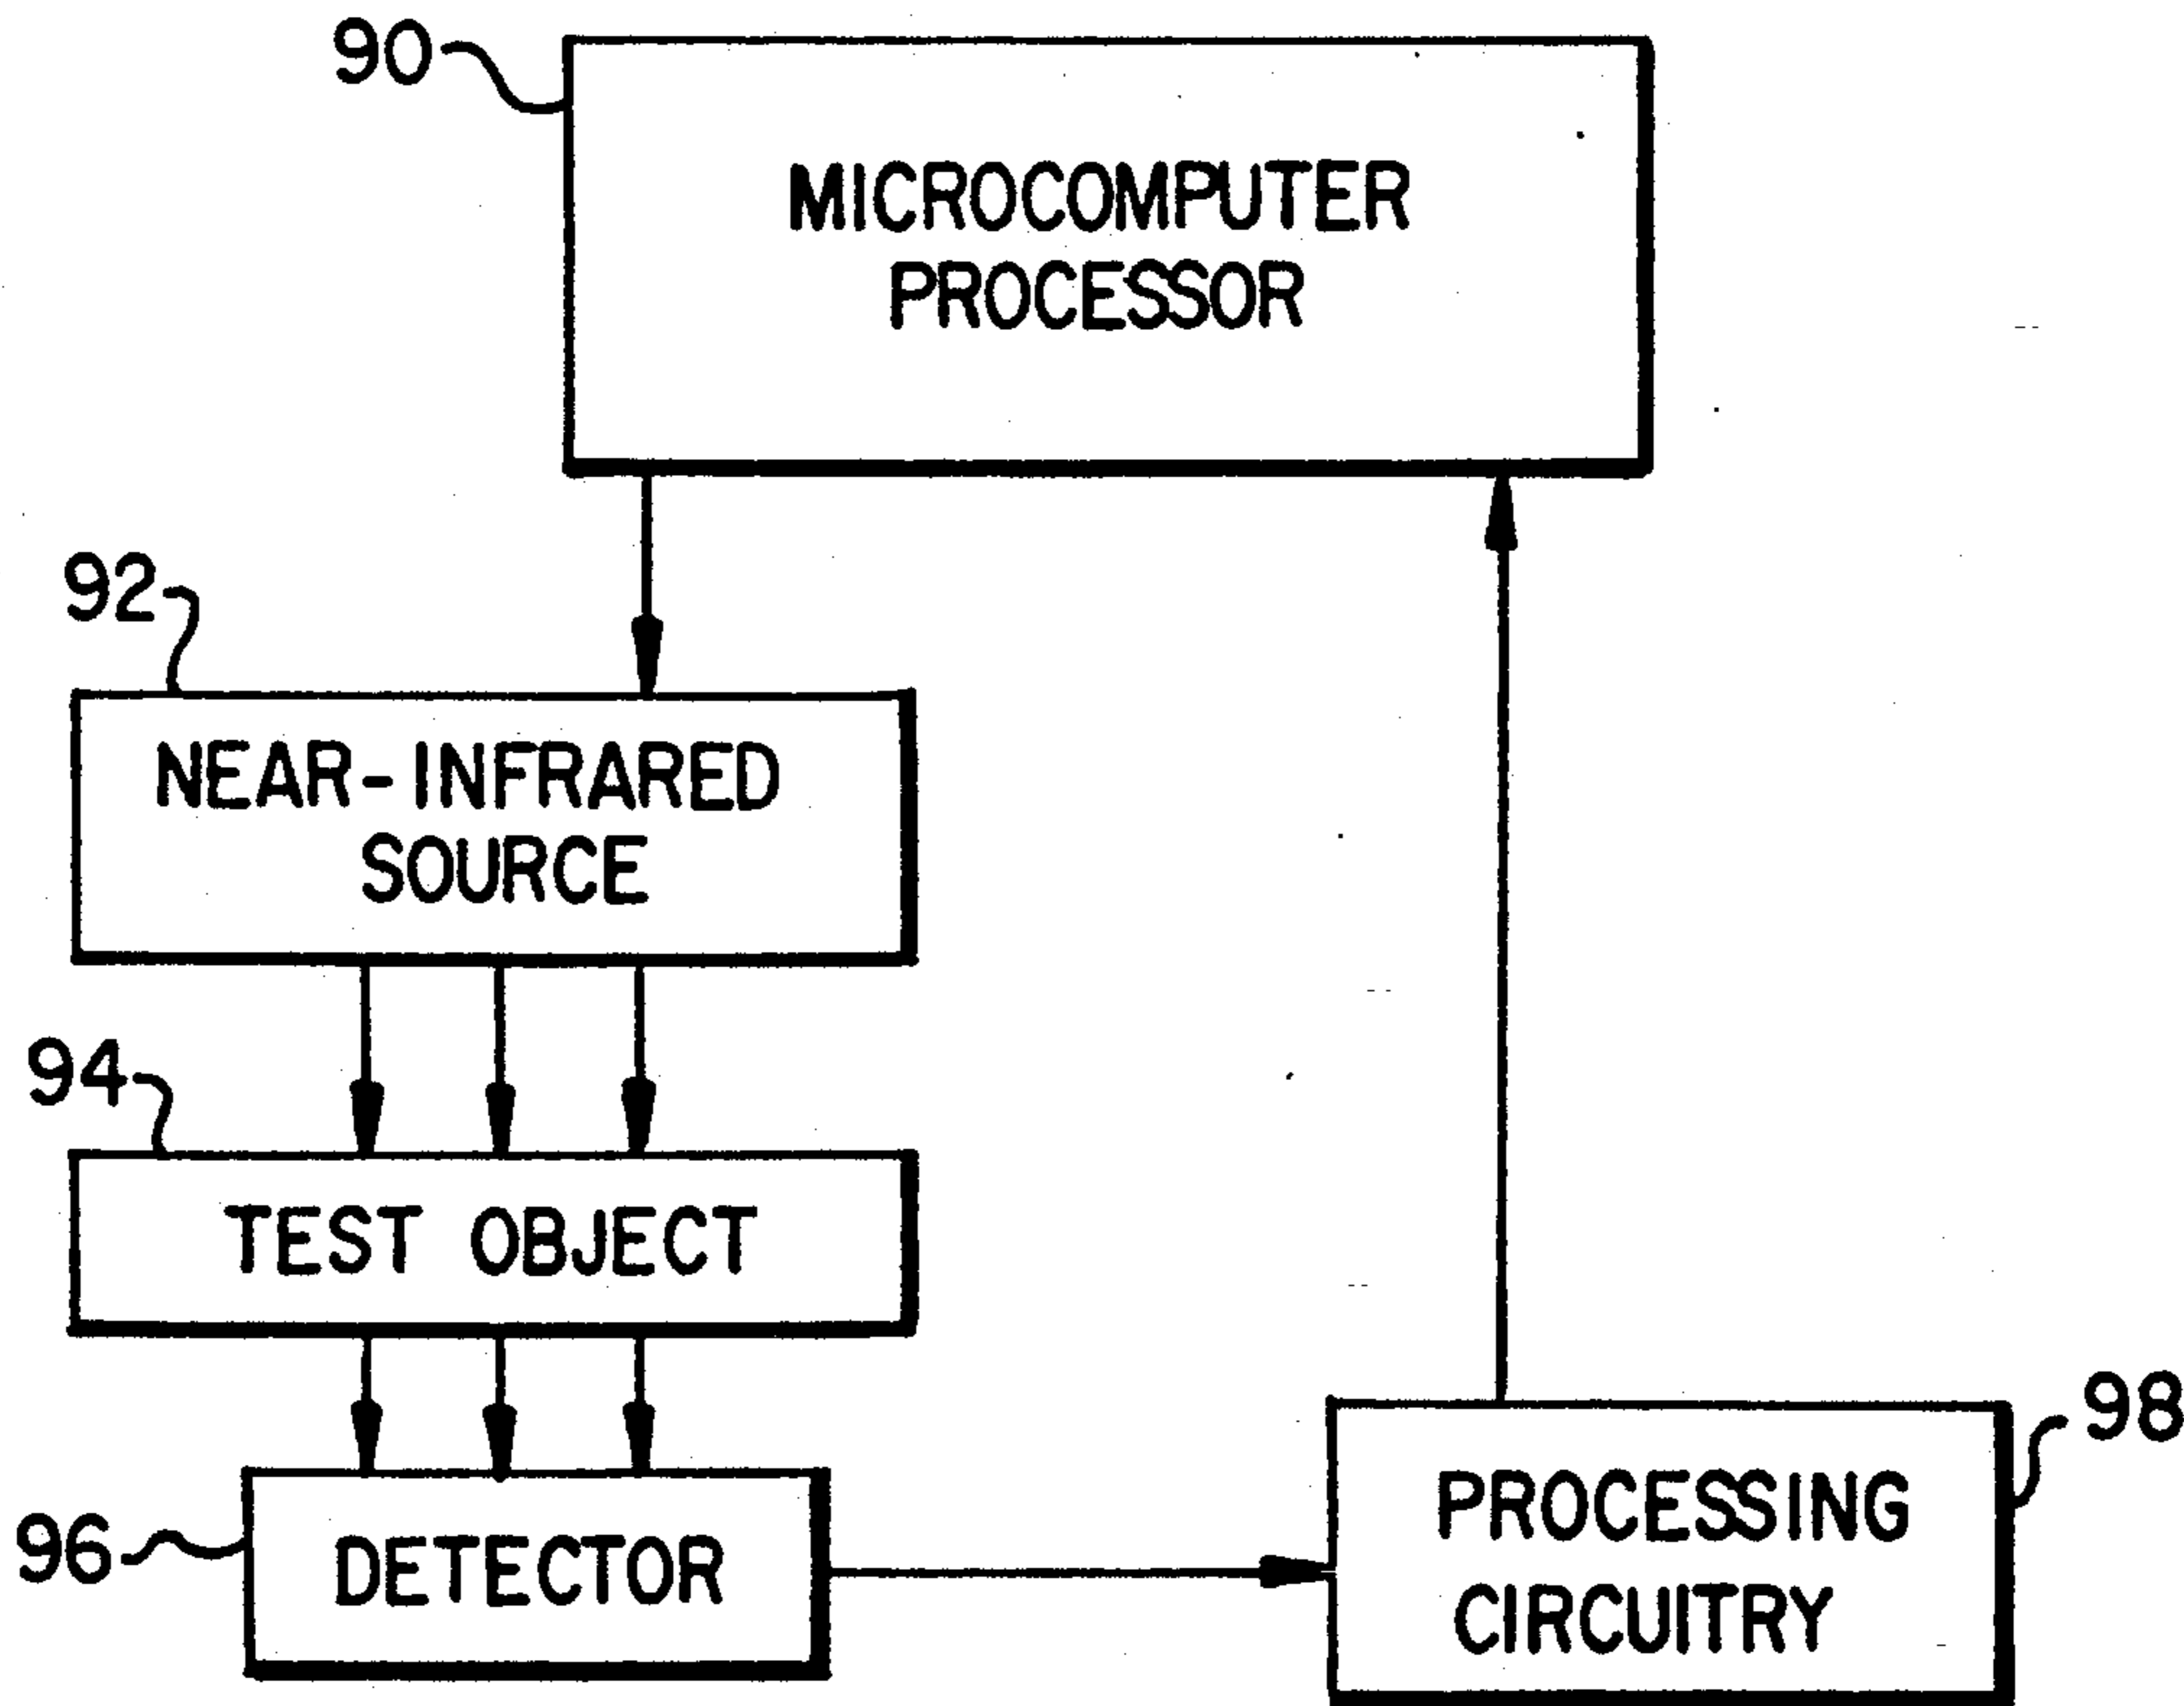 90
MICROCOMPUTER
PROCESSOR
92
NEAR-INFRARED
SOURCE
94
TEST OBJECT
96
DETECTOR
98
PROCESSING
CIRCUITRY